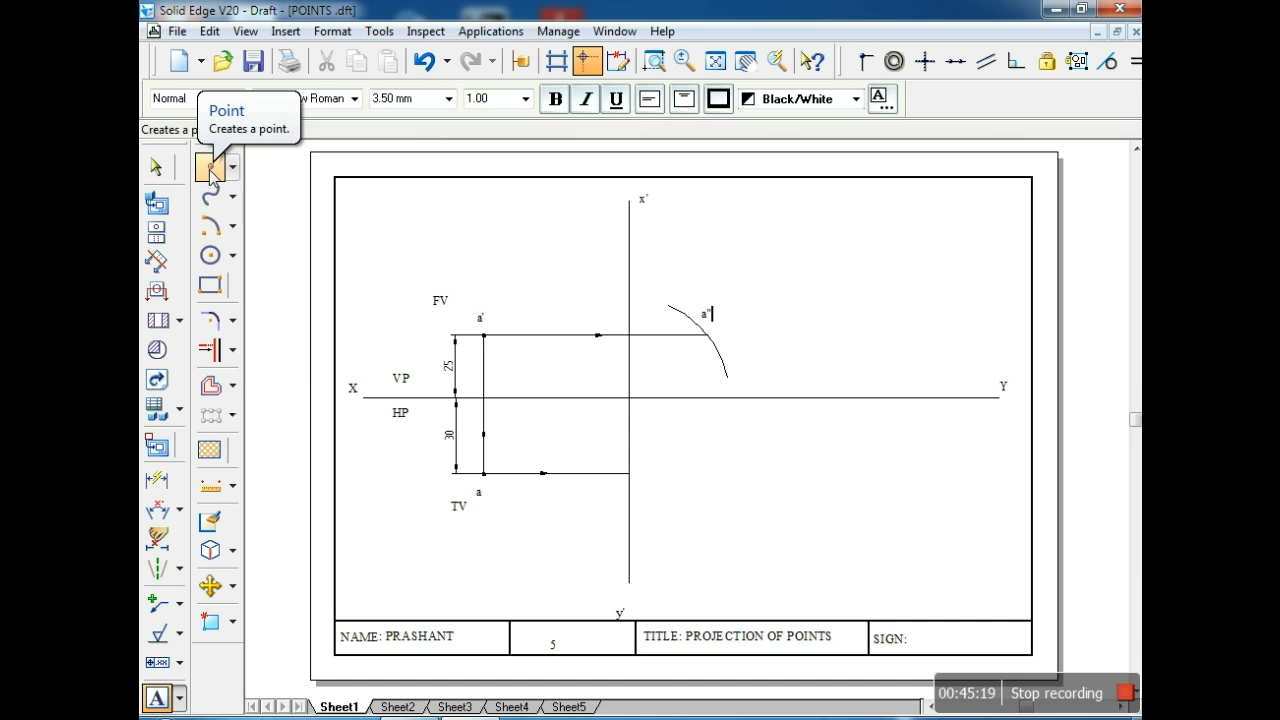 Solid Edge V20 - Draft - [POINTS .dft]
File Edit View Insert Format Tools Inspect Applications Manage Window Help
Normal
w Roman
3.50 mm
1.00
B I U
Black/White
A
Point
Creates a point.
Creates a p
x'
FV
a'
a"
25
VP
X
Y
HP
30
a
TV
y'
NAME: PRASHANT
5
TITLE: PROJECTION OF POINTS
SIGN:
A
Sheet1 Sheet2 Sheet3 Sheet4 Sheet5
00:45:19 Stop recording